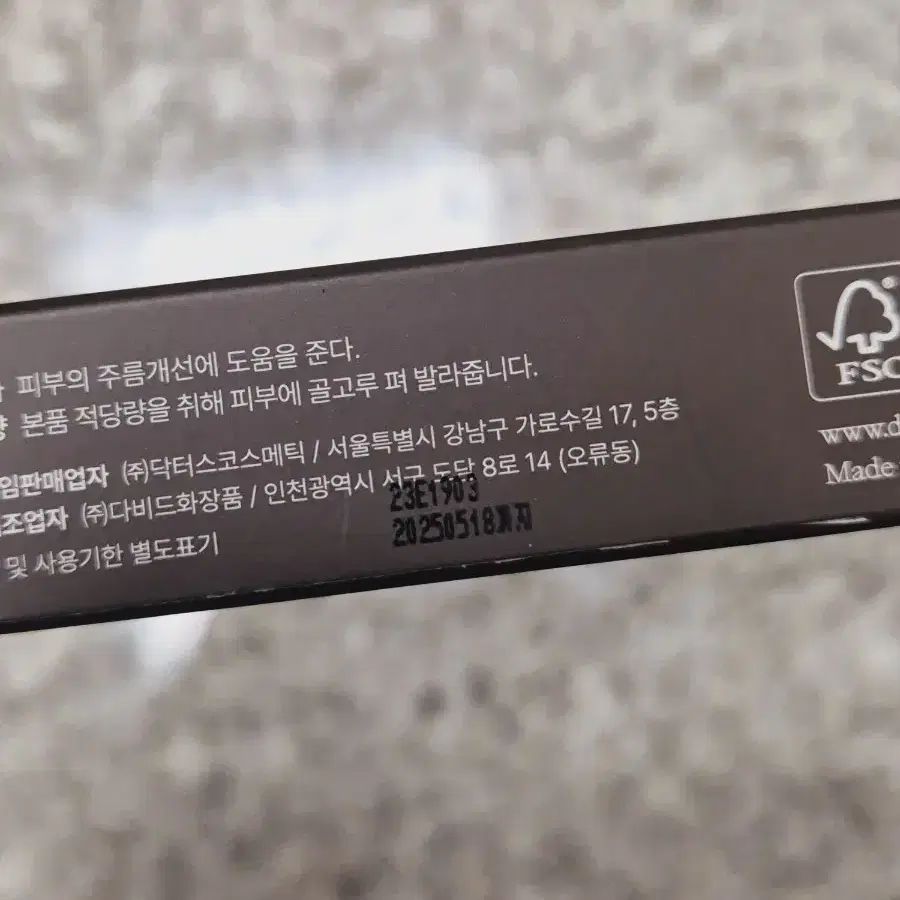 피부의 주름개선에 도움을 준다.
본품 적당량을 취해 피부에 골고루 펴 발라줍니다.
임판매업자 ㈜닥터스코스메틱 / 서울특별시 강남구 가로수길 17, 5층
조업자 ㈜다비드화장품 / 인천광역시 서구 도담 8로 14 (오류동)
및 사용기한 별도표기
23E1903
20250518까지
FSC
www.d
Made